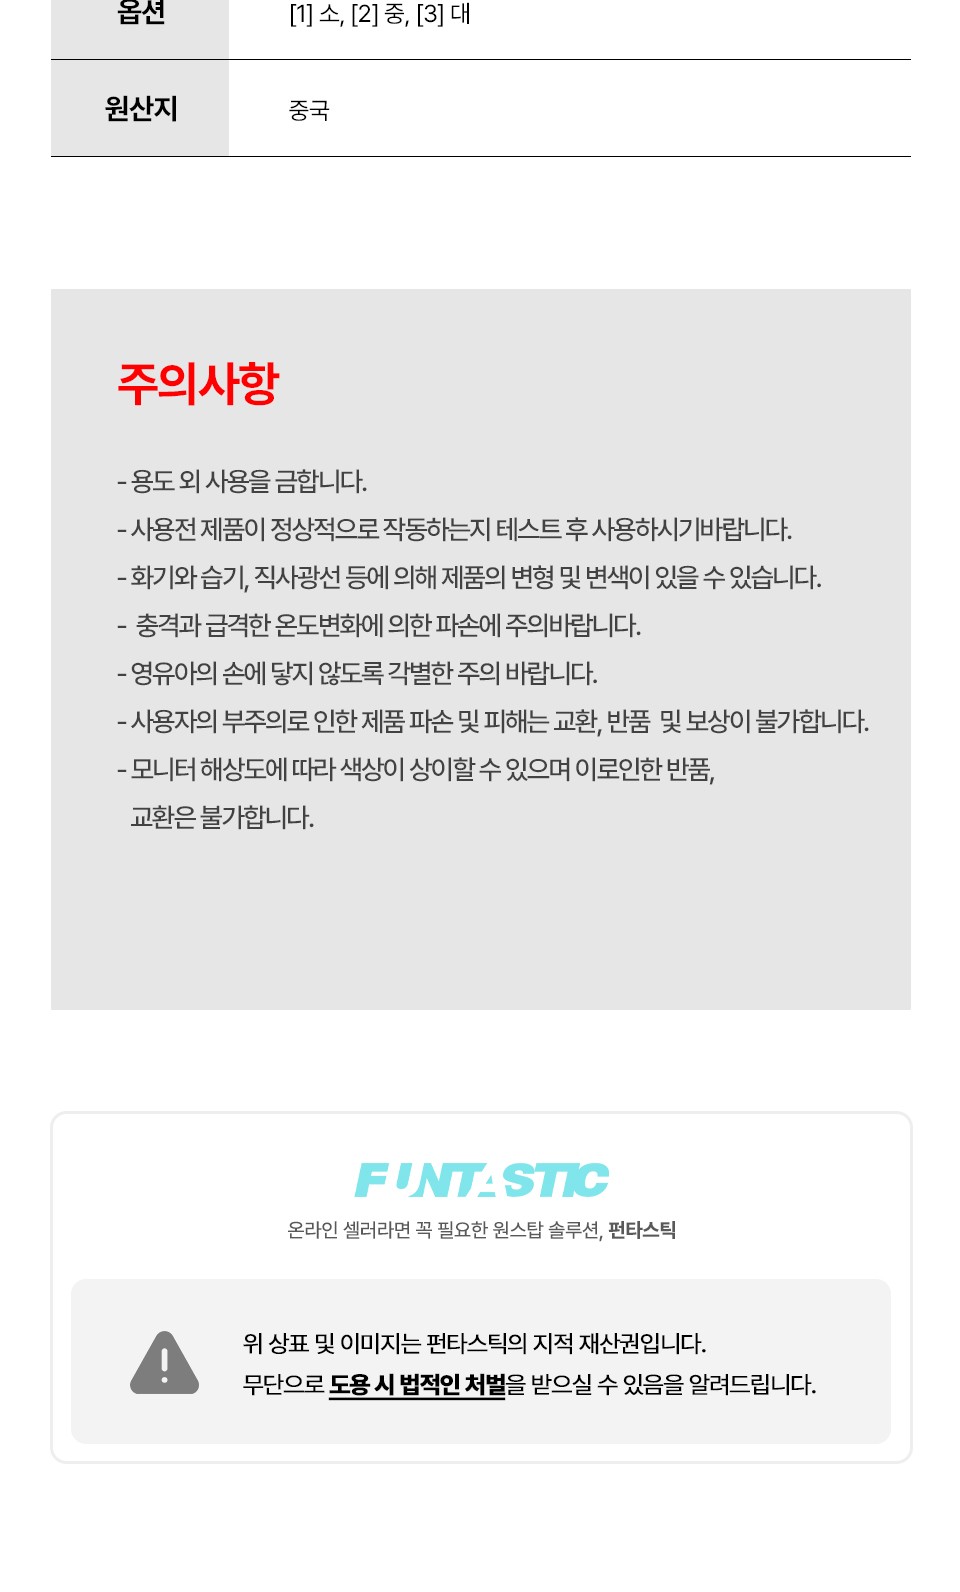 옵션 [1] 소, [2] 중, [3] 대
원산지 중국
주의사항
- 용도 외 사용을 금합니다.
- 사용전 제품이 정상적으로 작동하는지 테스트 후 사용하시기바랍니다.
- 화기와 습기, 직사광선 등에 의해 제품의 변형 및 변색이 있을 수 있습니다.
- 충격과 급격한 온도변화에 의한 파손에 주의바랍니다.
- 영유아의 손에 닿지 않도록 각별한 주의 바랍니다.
- 사용자의 부주의로 인한 제품 파손 및 피해는 교환, 반품 및 보상이 불가합니다.
- 모니터 해상도에 따라 색상이 상이할 수 있으며 이로인한 반품,
교환은 불가합니다.
FUNTASTIC
온라인 셀러라면 꼭 필요한 원스탑 솔루션, 펀타스틱
위 상표 및 이미지는 펀타스틱의 지적 재산권입니다.
무단으로 도용 시 법적인 처벌을 받으실 수 있음을 알려드립니다.